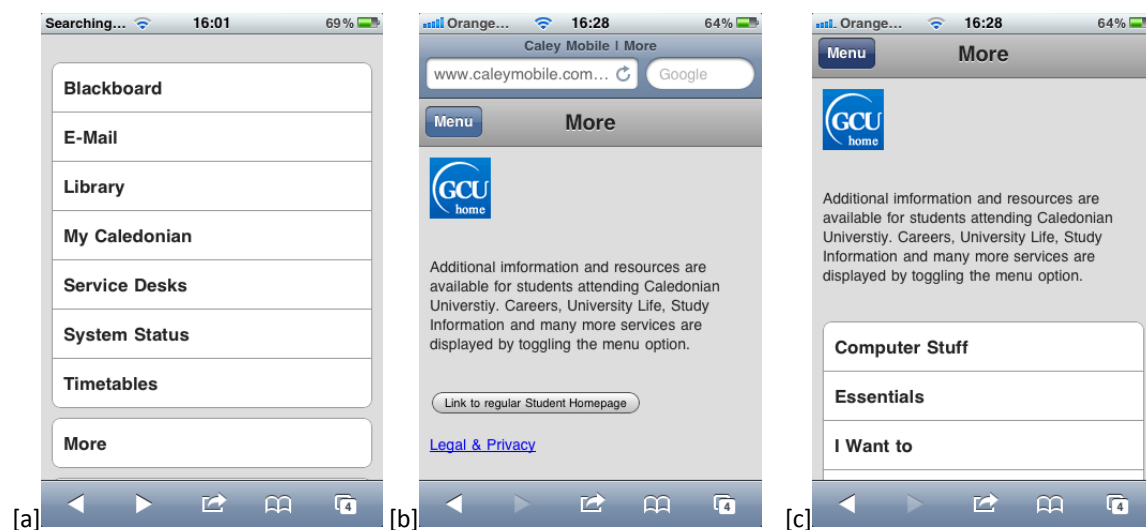 Searching... 16:01 69%
Blackboard
E-Mail
Library
My Caledonian
Service Desks
System Status
Timetables
More
4
[a]
Orange... 16:28 64%
Caley Mobile I More
www.caleymobile.com... Google
Menu More
GCU
home
Additional imformation and resources are
available for students attending Caledonian
Universtiy. Careers, University Life, Study
Information and many more services are
displayed by toggling the menu option.
Link to regular Student Homepage
Legal & Privacy
4
[b]
Orange... 16:28 64%
Menu More
GCU
home
Additional imformation and resources are
available for students attending Caledonian
Universtiy. Careers, University Life, Study
Information and many more services are
displayed by toggling the menu option.
Computer Stuff
Essentials
I Want to
4
[c]